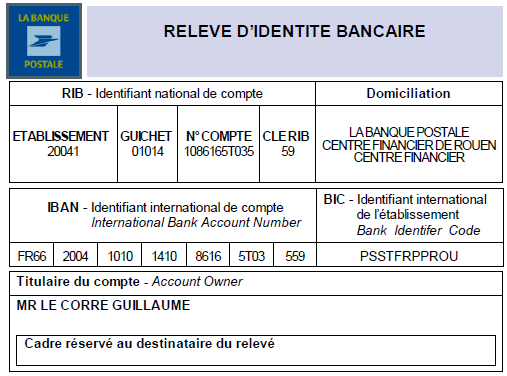 LA BANQUE
POSTALE
RELEVE D'IDENTITE BANCAIRE
RIB - Identifiant national de compte
Domiciliation
ETABLISSEMENT GUICHET N° COMPTE CLE RIB
20041 01014 1086165T035 59
LA BANQUE POSTALE
CENTRE FINANCIER DE ROUEN
CENTRE FINANCIER
IBAN - Identifiant international de compte
International Bank Account Number
BIC - Identifiant international
de l'établissement
Bank Identifer Code
FR66 2004 1010 1410 8616 5T03 559
PSSTFRPPROU
Titulaire du compte - Account Owner
MR LE CORRE GUILLAUME
Cadre réservé au destinataire du relevé